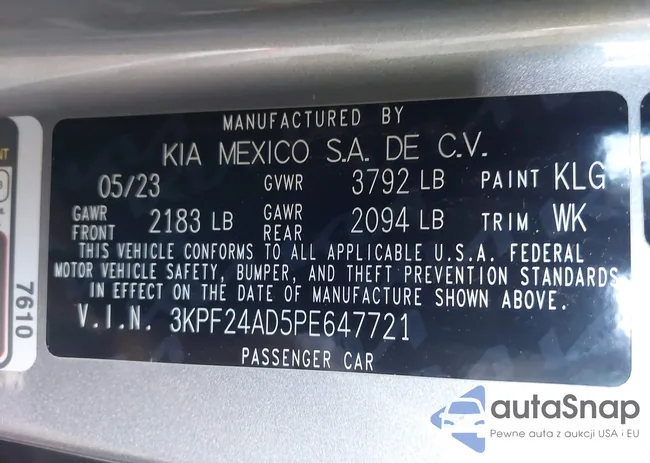 MANUFACTURED BY
KIA MEXICO S.A. DE C.V.
05/23 GVWR 3792 LB PAINT KLG
GAWR FRONT 2183 LB GAWR REAR 2094 LB TRIM WK
THIS VEHICLE CONFORMS TO ALL APPLICABLE U.S.A. FEDERAL
MOTOR VEHICLE SAFETY, BUMPER, AND THEFT PREVENTION STANDARDS
IN EFFECT ON THE DATE OF MANUFACTURE SHOWN ABOVE.
V.I.N. 3KPF24AD5PE647721
PASSENGER CAR
7610
autaSnap
Pewne auta z aukcji USA i EU